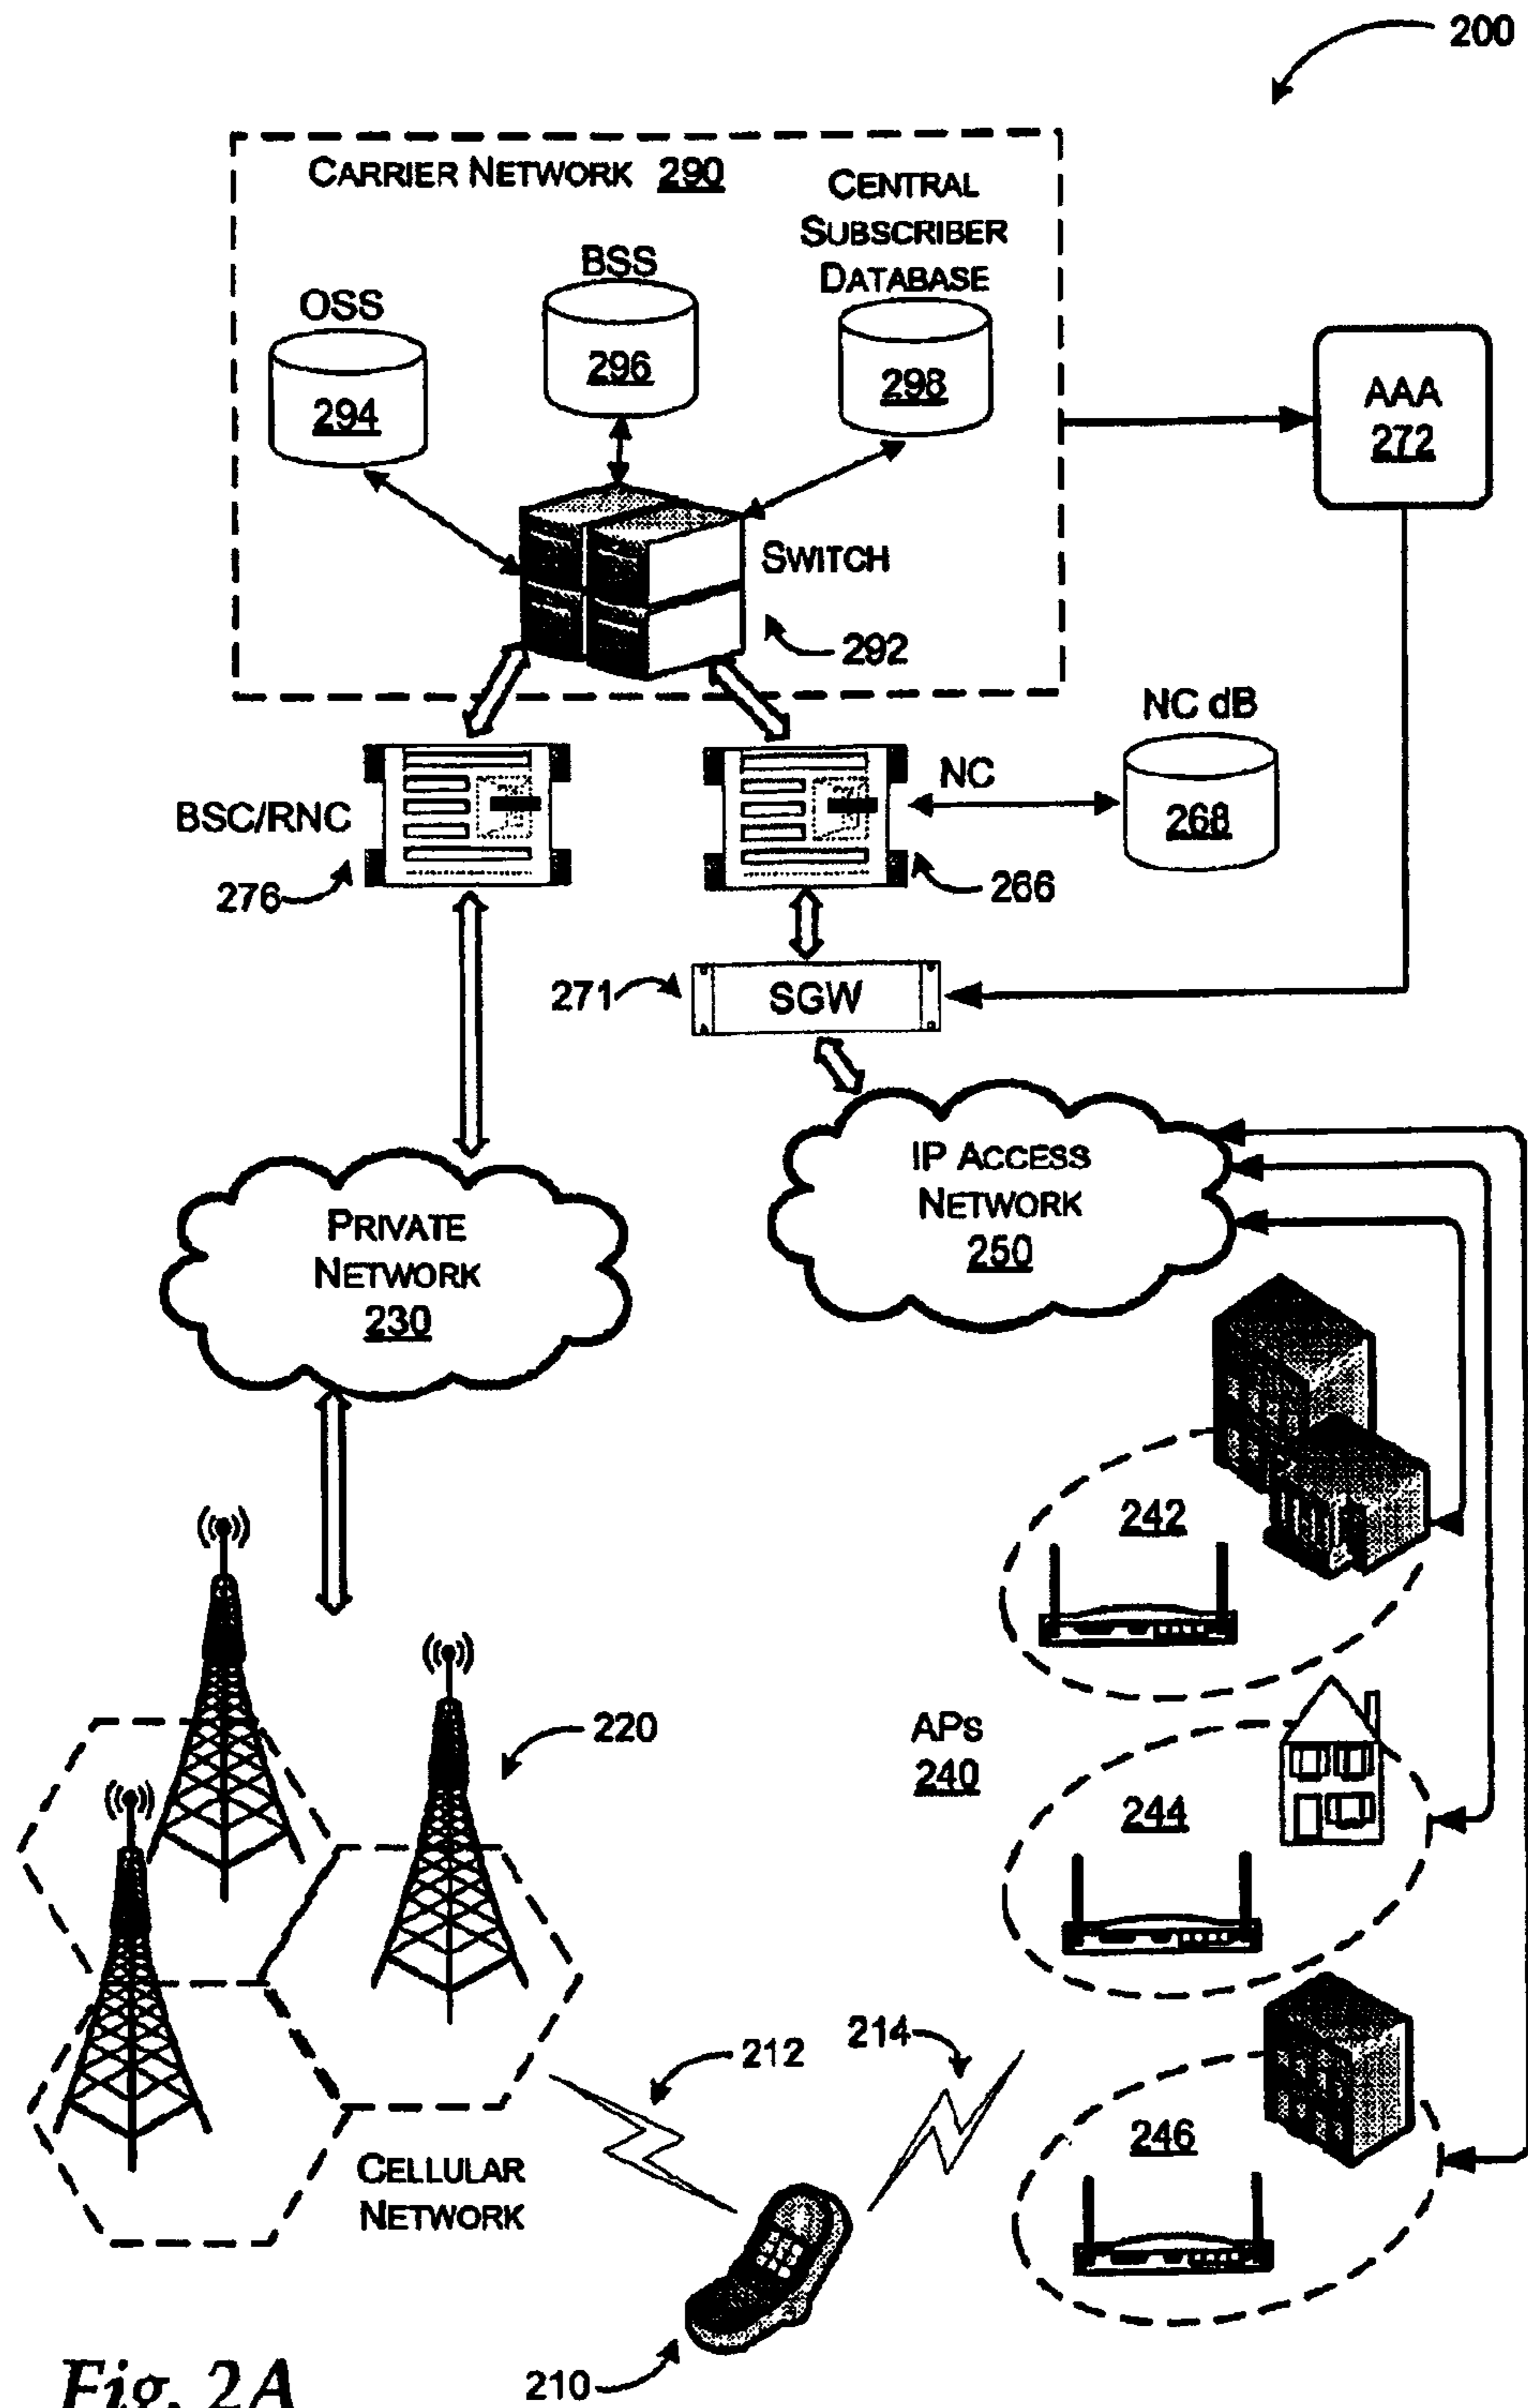 200
CARRIER NETWORK 290
CENTRAL
SUBSCRIBER
DATABASE
BSS
OSS
296
298
294
AAA
272
SWITCH
292
NC dB
NC
268
BSC/RNC
276
266
271
SGW
IP ACCESS
NETWORK
250
PRIVATE
NETWORK
230
242
220
APs
240
244
214
212
246
CELLULAR
NETWORK
210
Fig. 2A